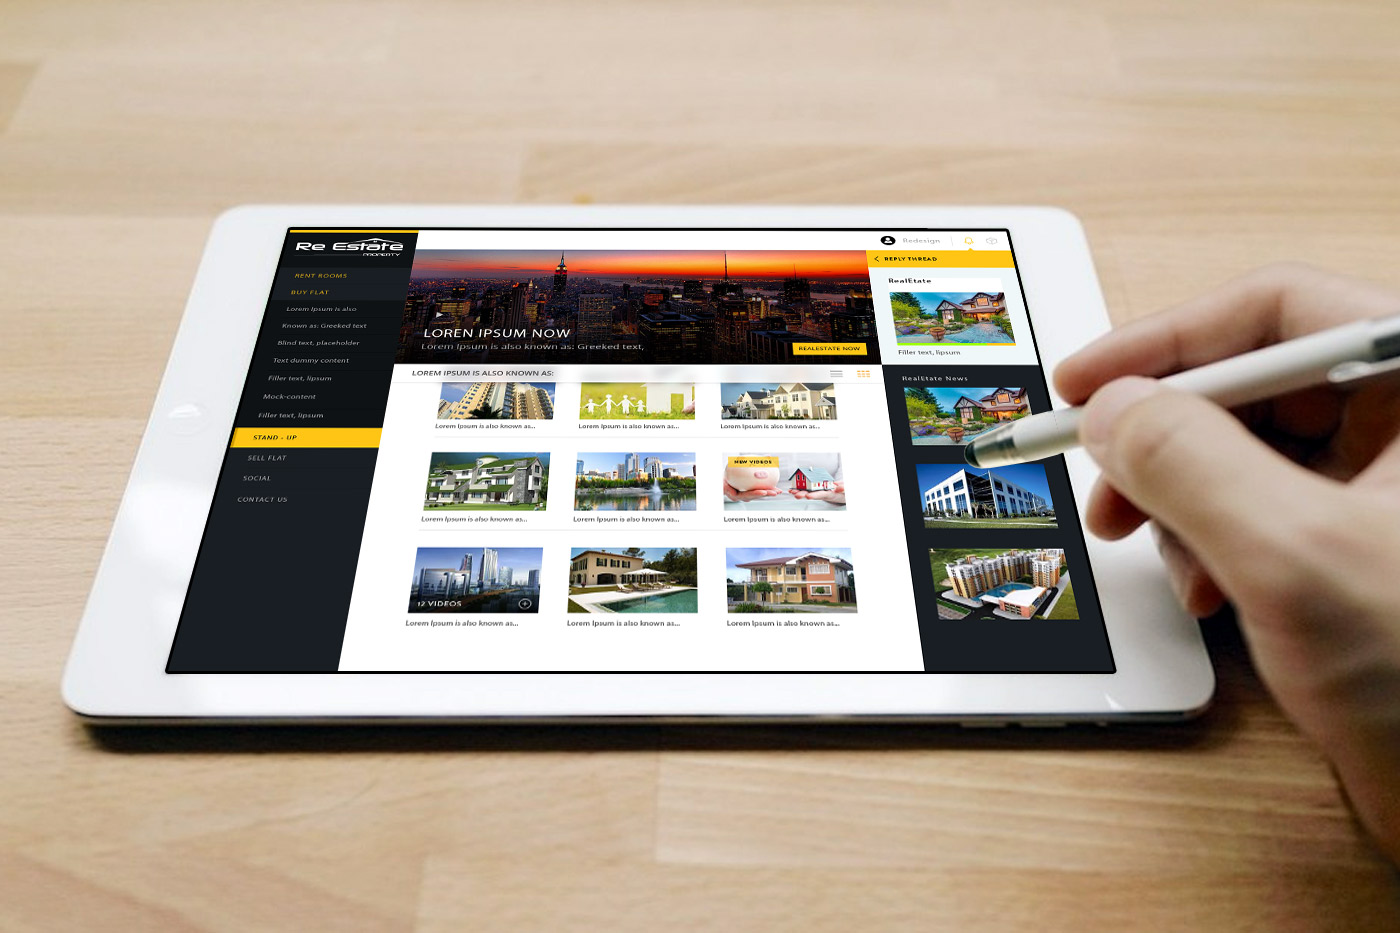 Re Estate
PROPERTY
RENT ROOMS
BUY FLAT
Lorem Ipsum is also
Known as: Greeked text
Blind text, placeholder
Text dummy content
Filler text, lipsum
Mock-content
Filler text, lipsum
STAND - UP
SELL FLAT
SOCIAL
CONTACT US
LOREN IPSUM NOW
Lorem Ipsum is also known as: Greeked text,
REALESTATE NOW
LOREM IPSUM IS ALSO KNOWN AS:
Lorem Ipsum is also known as...
Lorem Ipsum is also known as...
Lorem Ipsum is also known as...
NEW VIDEOS
Lorem Ipsum is also known as...
Lorem Ipsum is also known as...
Lorem Ipsum is also known as...
12 VIDEOS
Lorem Ipsum is also known as...
Lorem Ipsum is also known as...
Lorem Ipsum is also known as...
Redesign
REPLY THREAD
RealEtate
Filler text, lipsum
RealEtate News